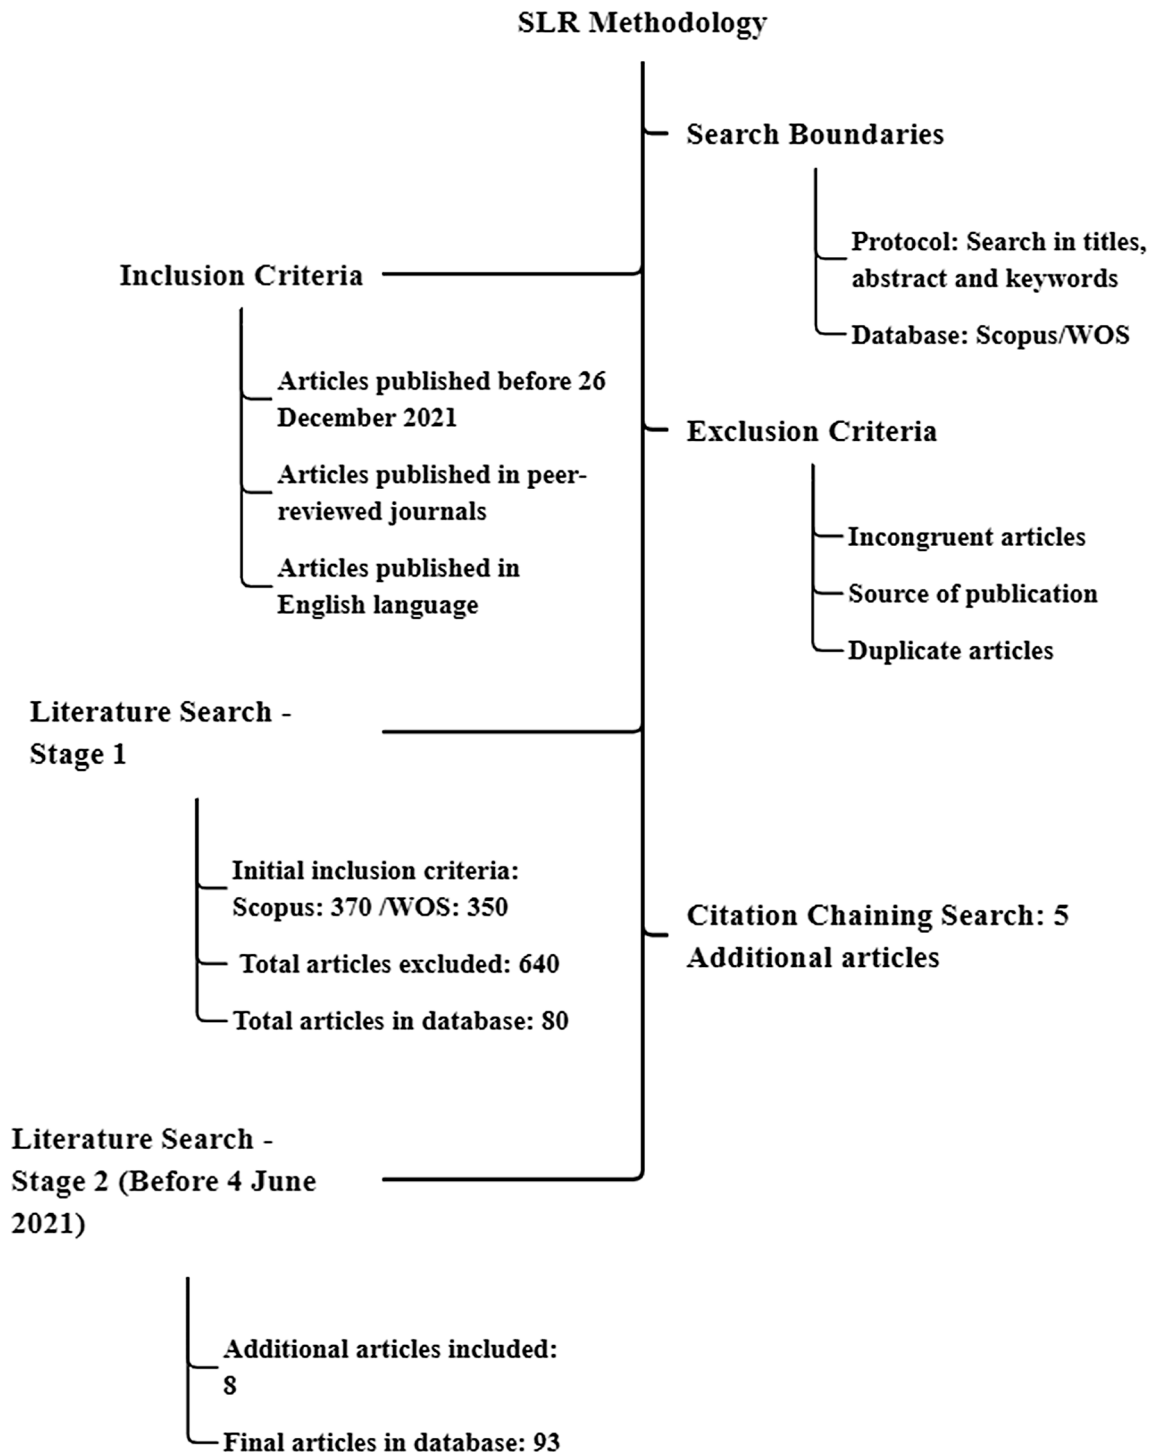 SLR Methodology
Search Boundaries
Protocol: Search in titles,
abstract and keywords
Database: Scopus/WOS
Inclusion Criteria
Articles published before 26
December 2021
Articles published in peer-
reviewed journals
Articles published in
English language
Exclusion Criteria
Incongruent articles
Source of publication
Duplicate articles
Literature Search -
Stage 1
Initial inclusion criteria:
Scopus: 370 /WOS: 350
Total articles excluded: 640
Total articles in database: 80
Citation Chaining Search: 5
Additional articles
Literature Search -
Stage 2 (Before 4 June
2021)
Additional articles included:
8
Final articles in database: 93